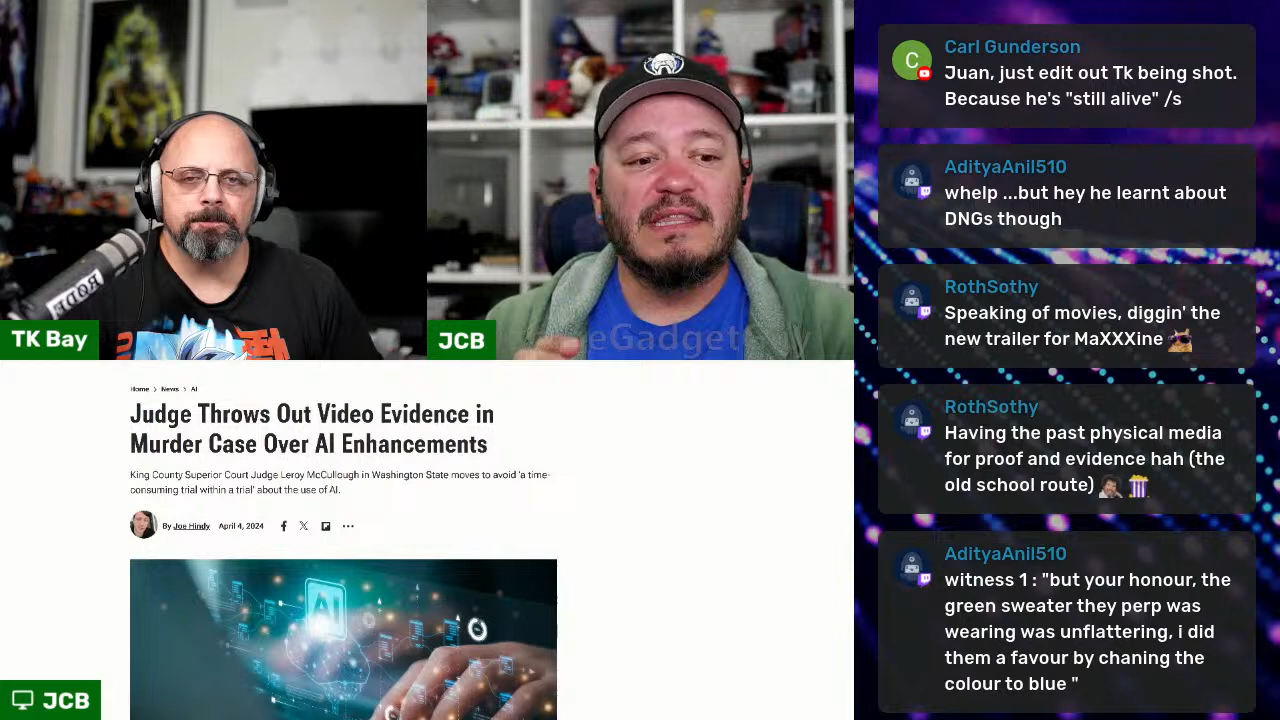 RODE
TK Bay
JCB
Home > News > AI
Judge Throws Out Video Evidence in
Murder Case Over AI Enhancements
King County Superior Court Judge Leroy McCullough in Washington State moves to avoid 'a time-
consuming trial within a trial' about the use of AI.
By Joe Hindy April 4, 2024
AI
JCB
Carl Gunderson
Juan, just edit out Tk being shot.
Because he's "still alive" /s
AdityaAnil510
whelp ...but hey he learnt about
DNGs though
RothSothy
Speaking of movies, diggin' the
new trailer for MaXXXine
RothSothy
Having the past physical media
for proof and evidence hah (the
old school route)
AdityaAnil510
witness 1 : "but your honour, the
green sweater they perp was
wearing was unflattering, i did
them a favour by chaning the
colour to blue "